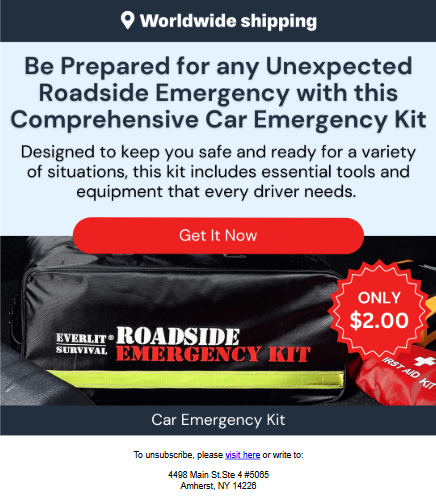 Worldwide shipping
Be Prepared for any Unexpected
Roadside Emergency with this
Comprehensive Car Emergency Kit
Designed to keep you safe and ready for a variety
of situations, this kit includes essential tools and
equipment that every driver needs.
Get It Now
ONLY
$2.00
EVERLIT® ROADSIDE
SURVIVAL EMERGENCY KIT
FIRST AID KIT
Car Emergency Kit
To unsubscribe, please visit here or write to:
4498 Main St.Ste 4 #5065
Amherst, NY 14226